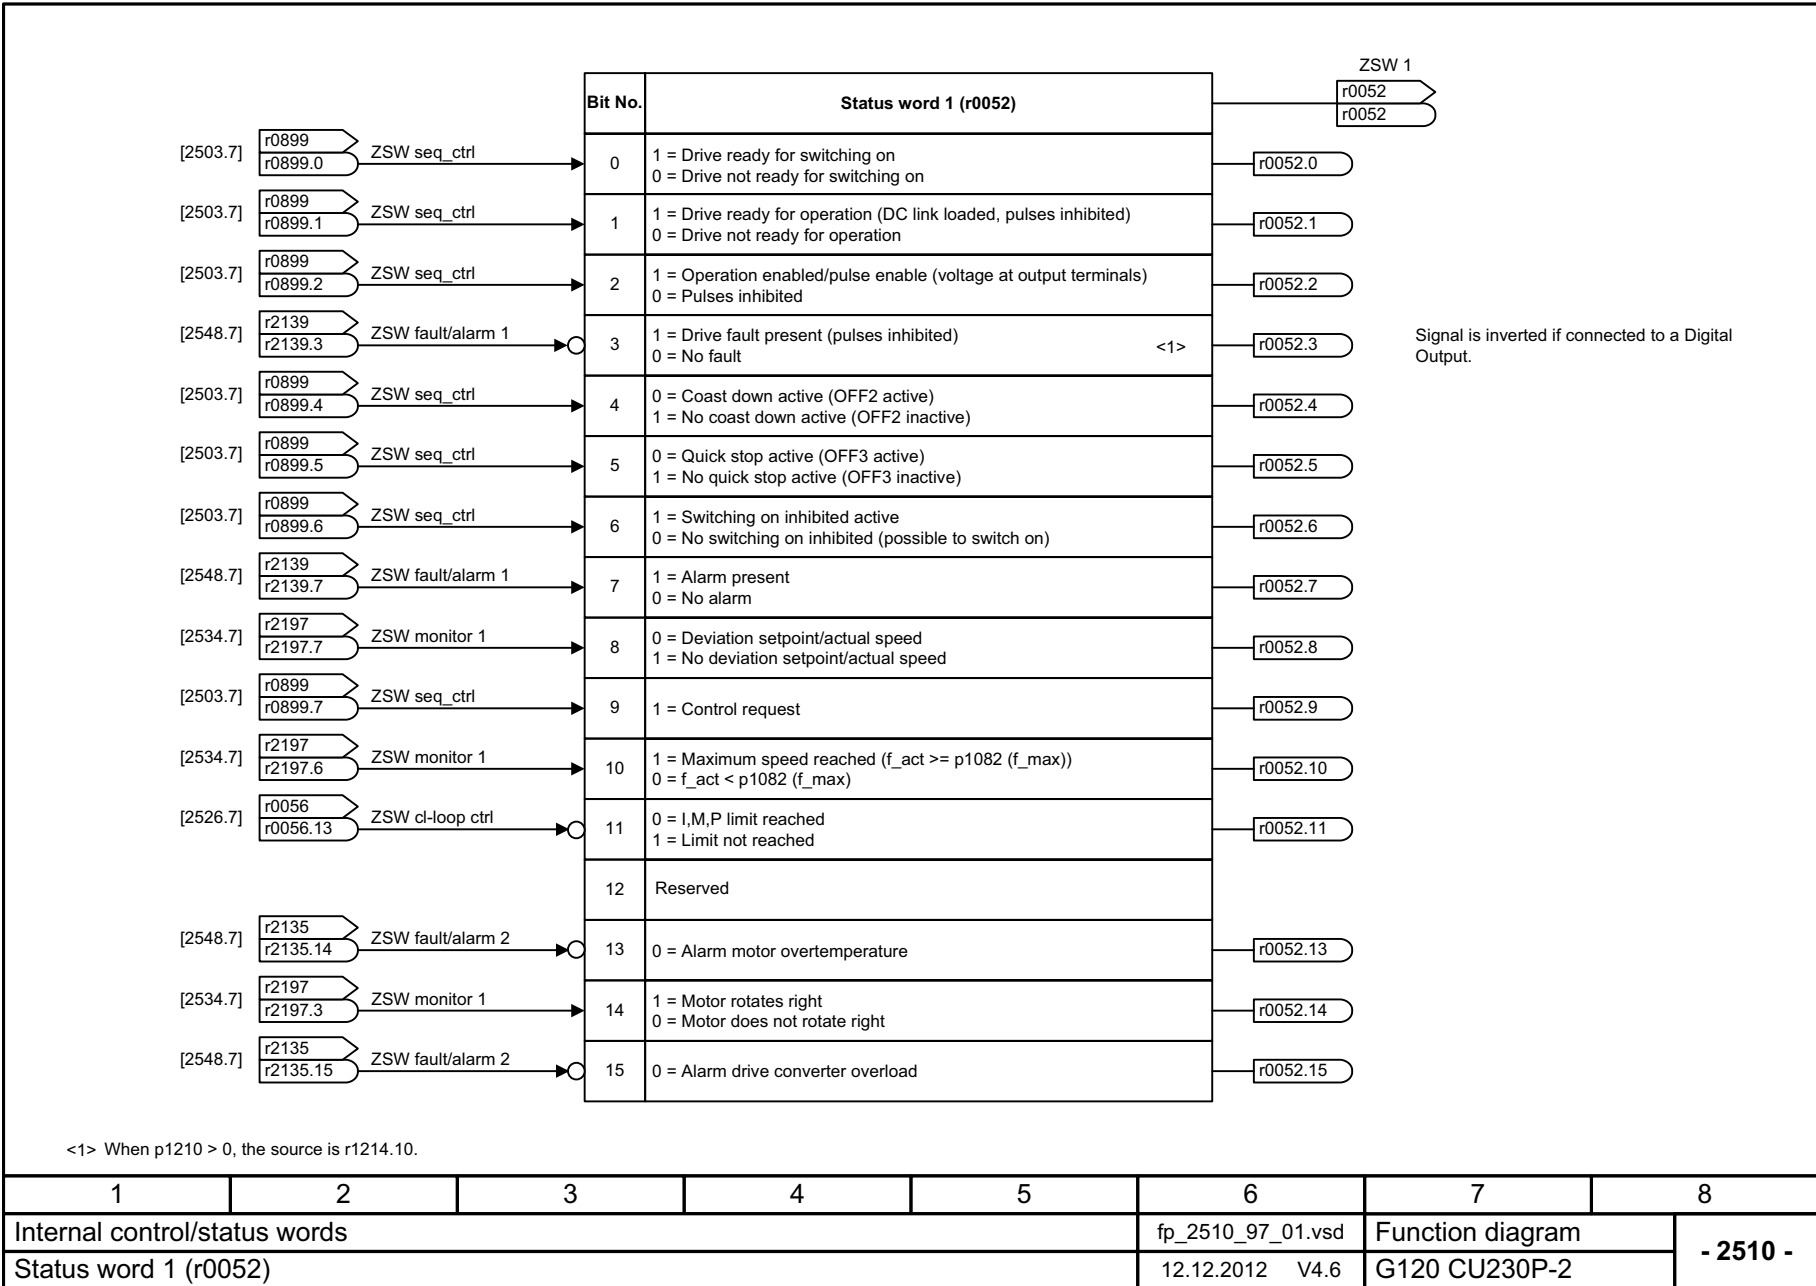 ZSW 1
r0052
r0052
Bit No. Status word 1 (r0052)
[2503.7] r0899 r0899.0 ZSW seq_ctrl 0 1 = Drive ready for switching on
0 = Drive not ready for switching on r0052.0
[2503.7] r0899 r0899.1 ZSW seq_ctrl 1 1 = Drive ready for operation (DC link loaded, pulses inhibited)
0 = Drive not ready for operation r0052.1
[2503.7] r0899 r0899.2 ZSW seq_ctrl 2 1 = Operation enabled/pulse enable (voltage at output terminals)
0 = Pulses inhibited r0052.2
[2548.7] r2139 r2139.3 ZSW fault/alarm 1 3 1 = Drive fault present (pulses inhibited)
0 = No fault <1> r0052.3 Signal is inverted if connected to a Digital
Output.
[2503.7] r0899 r0899.4 ZSW seq_ctrl 4 0 = Coast down active (OFF2 active)
1 = No coast down active (OFF2 inactive) r0052.4
[2503.7] r0899 r0899.5 ZSW seq_ctrl 5 0 = Quick stop active (OFF3 active)
1 = No quick stop active (OFF3 inactive) r0052.5
[2503.7] r0899 r0899.6 ZSW seq_ctrl 6 1 = Switching on inhibited active
0 = No switching on inhibited (possible to switch on) r0052.6
[2548.7] r2139 r2139.7 ZSW fault/alarm 1 7 1 = Alarm present
0 = No alarm r0052.7
[2534.7] r2197 r2197.7 ZSW monitor 1 8 0 = Deviation setpoint/actual speed
1 = No deviation setpoint/actual speed r0052.8
[2503.7] r0899 r0899.7 ZSW seq_ctrl 9 1 = Control request r0052.9
[2534.7] r2197 r2197.6 ZSW monitor 1 10 1 = Maximum speed reached (f_act >= p1082 (f_max))
0 = f_act < p1082 (f_max) r0052.10
[2526.7] r0056 r0056.13 ZSW cl-loop ctrl 11 0 = I,M,P limit reached
1 = Limit not reached r0052.11
12 Reserved
[2548.7] r2135 r2135.14 ZSW fault/alarm 2 13 0 = Alarm motor overtemperature r0052.13
[2534.7] r2197 r2197.3 ZSW monitor 1 14 1 = Motor rotates right
0 = Motor does not rotate right r0052.14
[2548.7] r2135 r2135.15 ZSW fault/alarm 2 15 0 = Alarm drive converter overload r0052.15
<1> When p1210 > 0, the source is r1214.10.
1 2 3 4 5 6 7 8
Internal control/status words fp_2510_97_01.vsd Function diagram - 2510 -
Status word 1 (r0052) 12.12.2012 V4.6 G120 CU230P-2